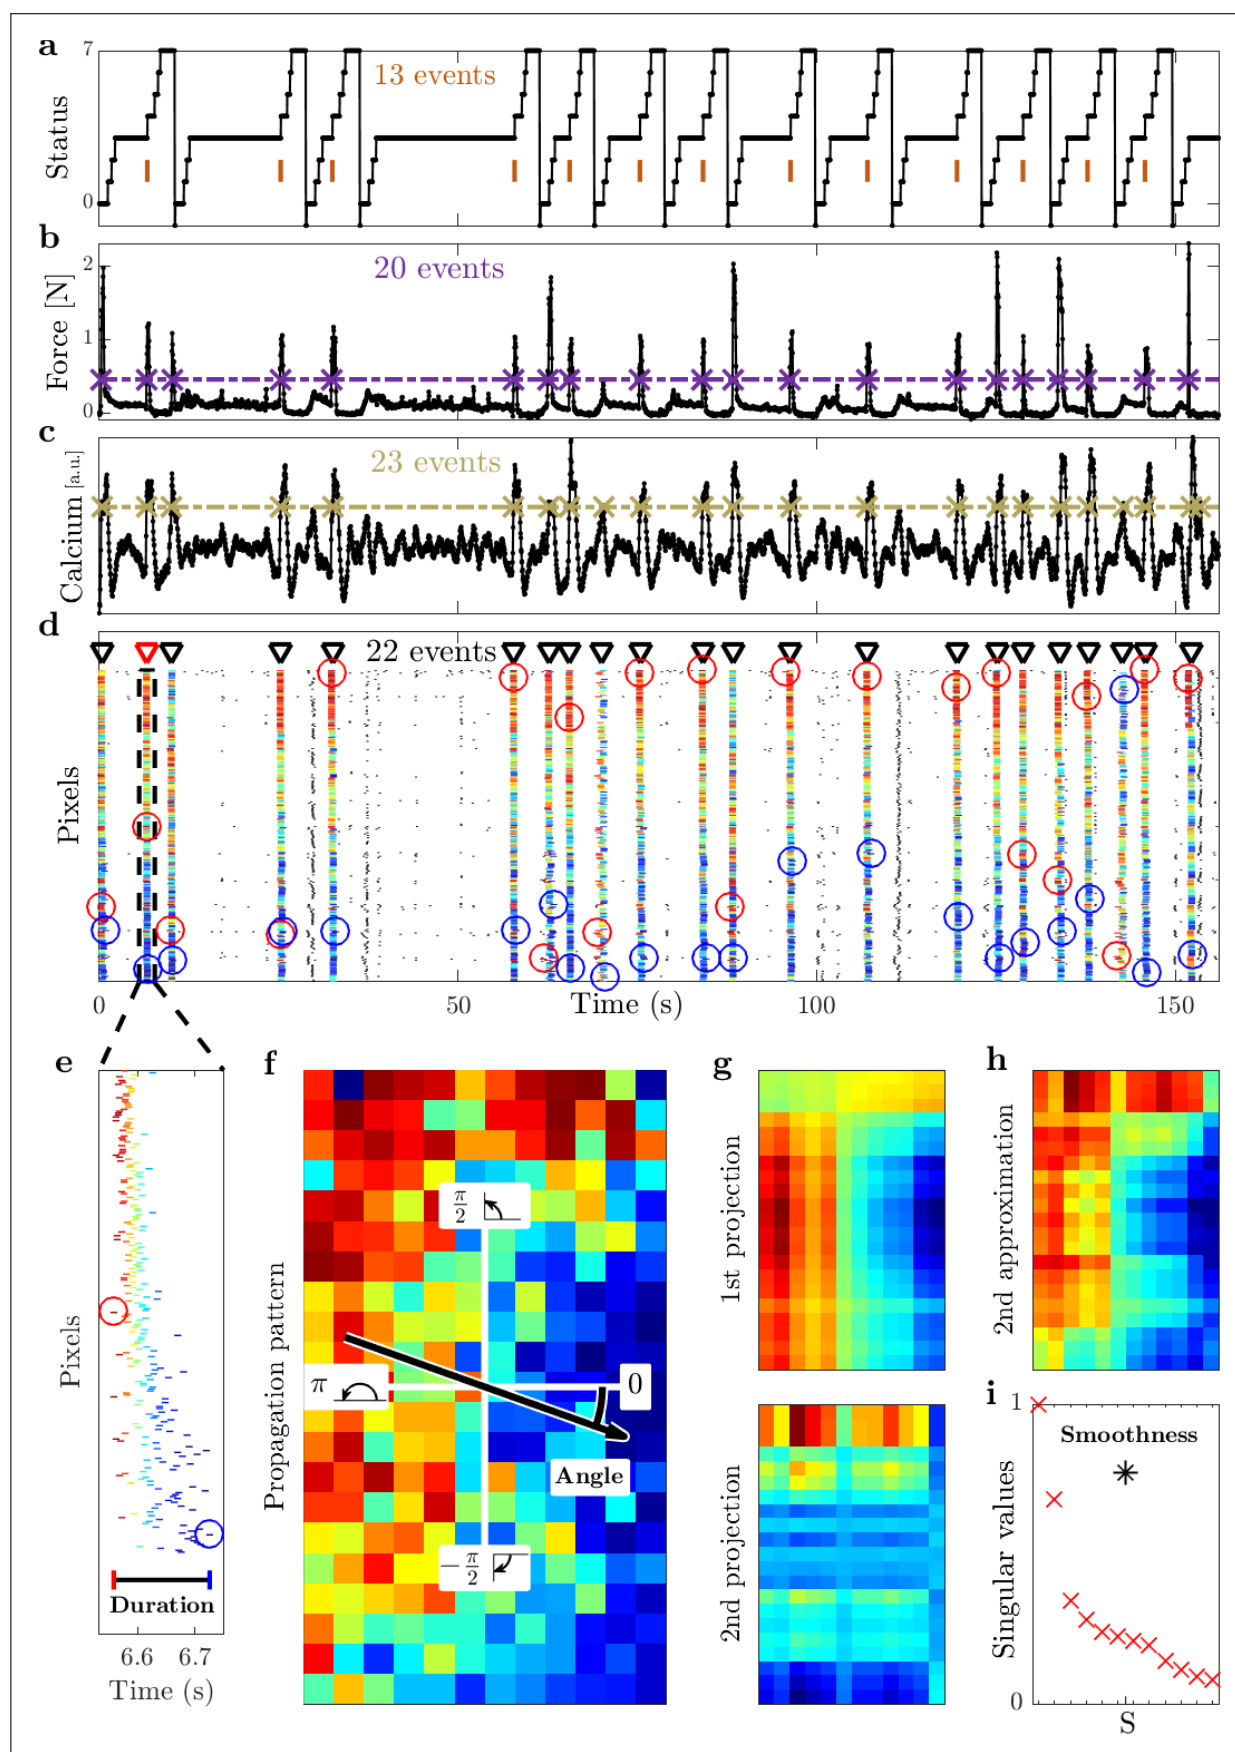 a
7
13 events
Status
0
b
2
20 events
Force [N]
1
0
c
23 events
Calcium [a.u.]
d
22 events
Pixels
0
50
100
150
Time (s)
e
Pixels
Duration
6.6
6.7
Time (s)
f
Propagation pattern
π/2
π
0
Angle
−π/2
g
1st projection
2nd projection
h
2nd approximation
i
1
Smoothness
Singular values
0
S